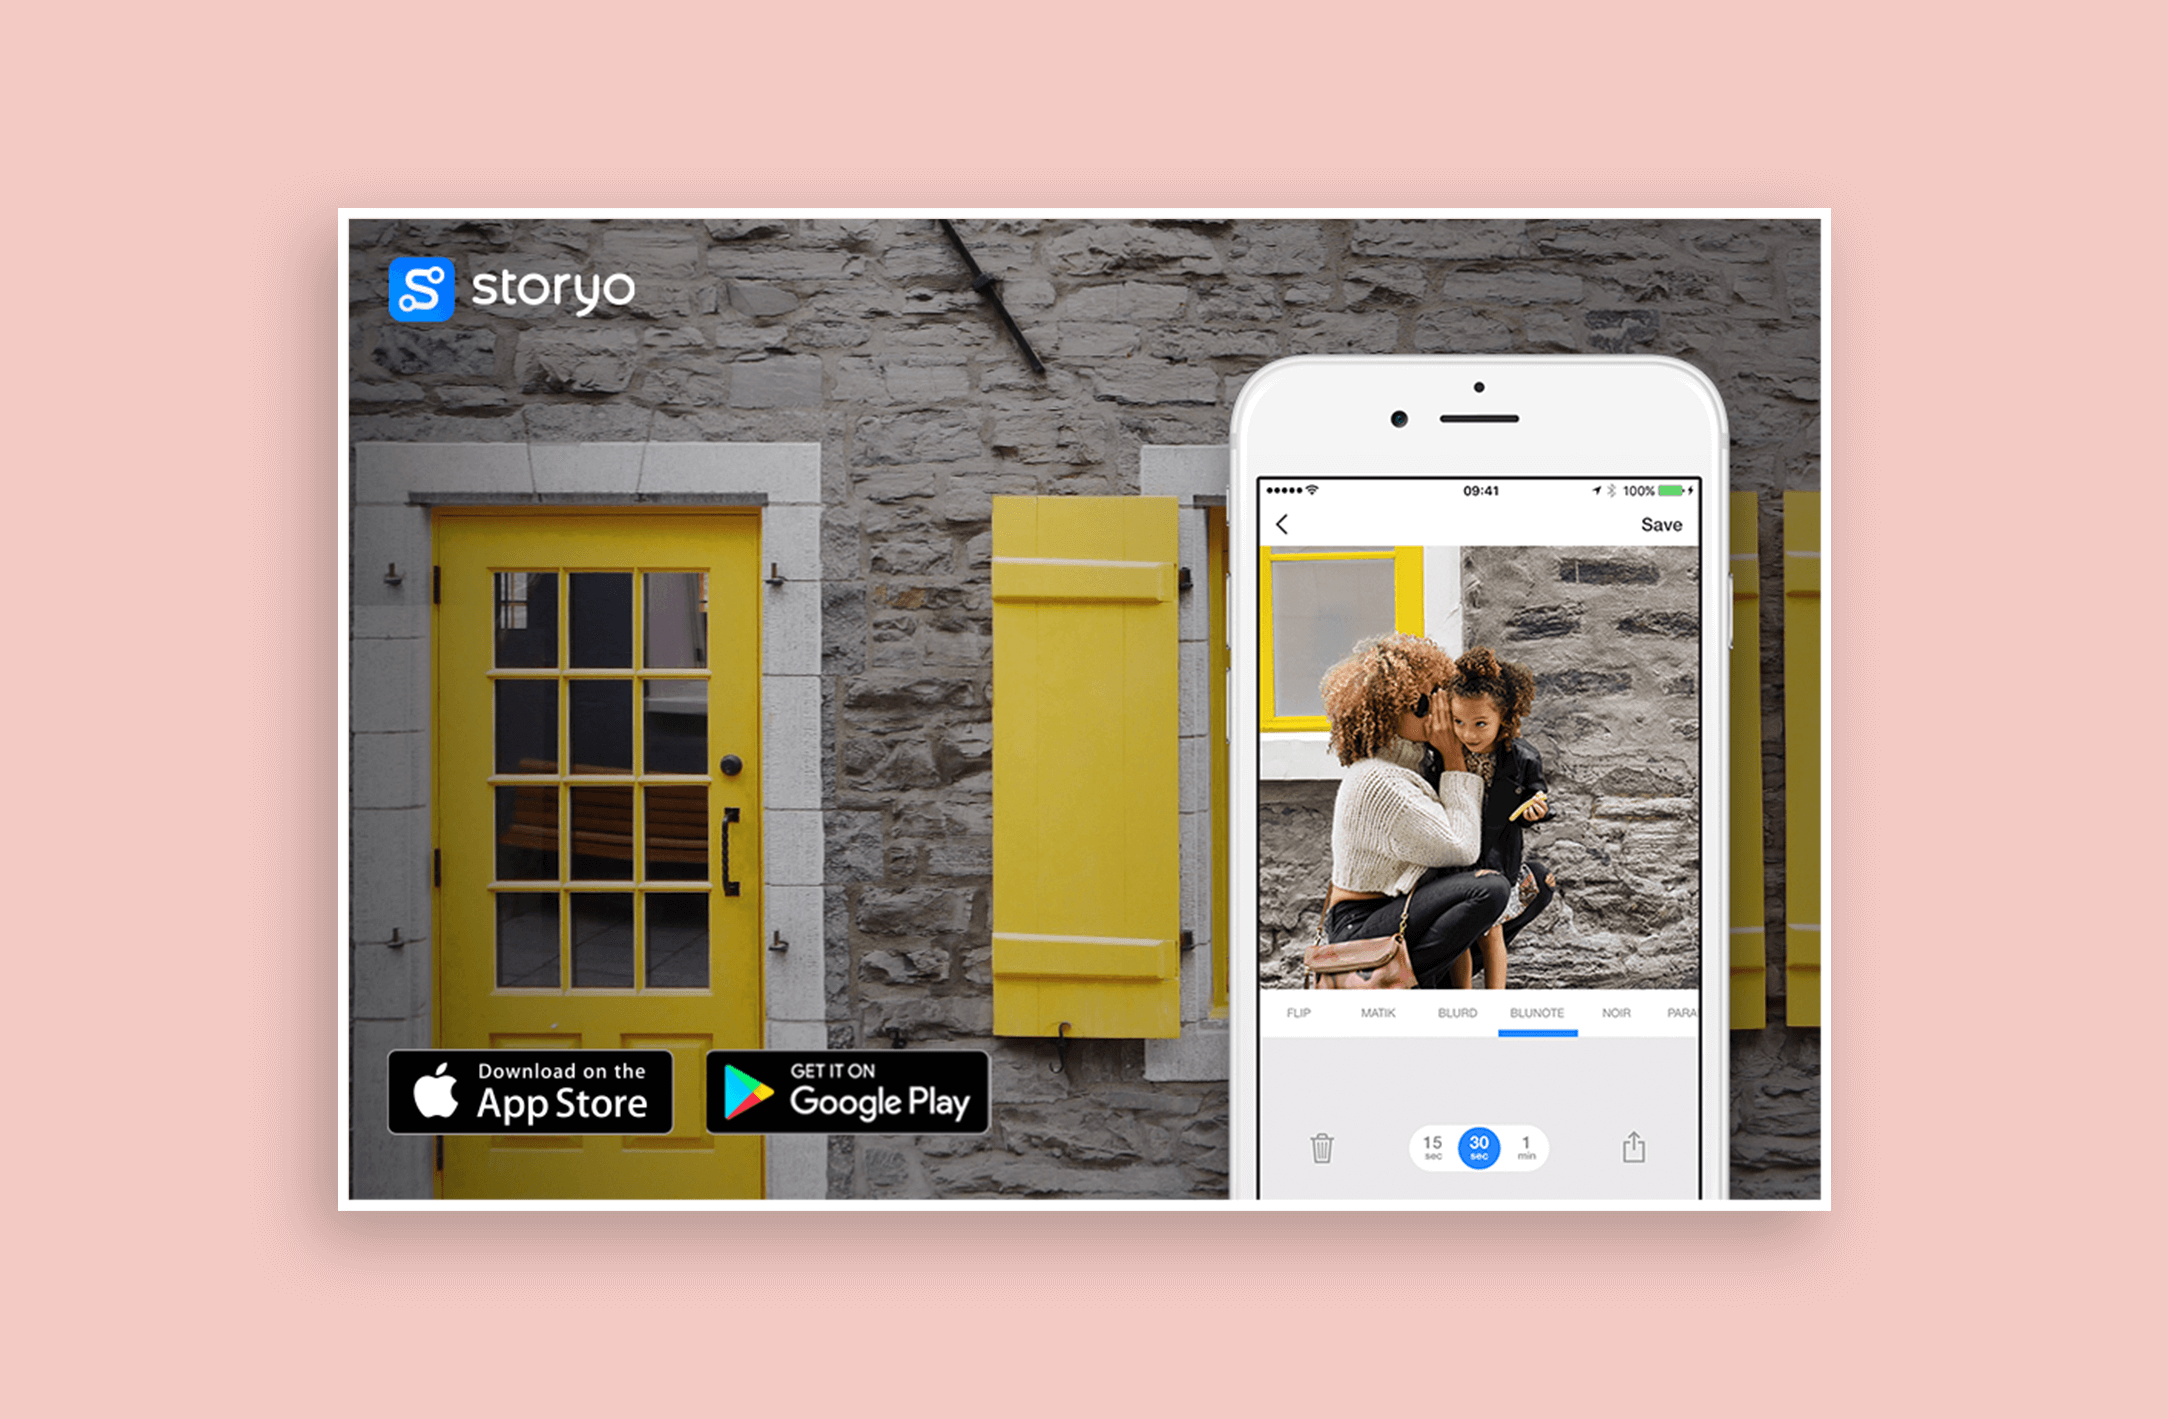 storyo
09:41
100%
Save
FLIP MATIK BLURD BLUNOTE NOIR PARA
15 sec 30 sec 1 min
Download on the
App Store
GET IT ON
Google Play